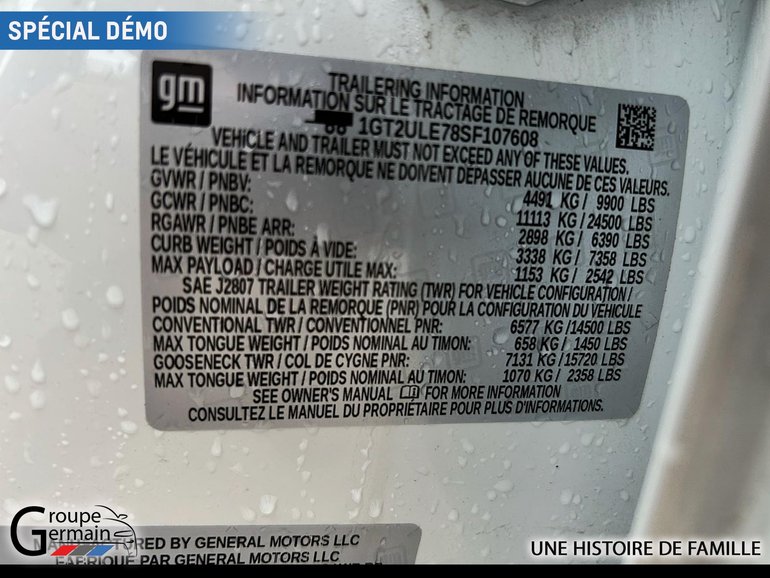 SPÉCIAL DÉMO
gm
TRAILERING INFORMATION
INFORMATION SUR LE TRACTAGE DE REMORQUE
1GT2ULE78SF107608
VEHICLE AND TRAILER MUST NOT EXCEED ANY OF THESE VALUES.
LE VÉHICULE ET LA REMORQUE NE DOIVENT DÉPASSER AUCUNE DE CES VALEURS.
GVWR / PNBV: 4491 KG / 9900 LBS
GCWR / PNBC: 11113 KG / 24500 LBS
RGAWR / PNBE ARR: 2898 KG / 6390 LBS
CURB WEIGHT / POIDS À VIDE: 3338 KG / 7358 LBS
MAX PAYLOAD / CHARGE UTILE MAX: 1153 KG / 2542 LBS
SAE J2807 TRAILER WEIGHT RATING (TWR) FOR VEHICLE CONFIGURATION /
POIDS NOMINAL DE LA REMORQUE (PNR) POUR LA CONFIGURATION DU VÉHICULE
CONVENTIONAL TWR / CONVENTIONNEL PNR: 6577 KG /14500 LBS
MAX TONGUE WEIGHT / POIDS NOMINAL AU TIMON: 658 KG / 1450 LBS
GOOSENECK TWR / COL DE CYGNE PNR: 7131 KG / 15720 LBS
MAX TONGUE WEIGHT / POIDS NOMINAL AU TIMON: 1070 KG / 2358 LBS
SEE OWNER'S MANUAL FOR MORE INFORMATION
CONSULTEZ LE MANUEL DU PROPRIÉTAIRE POUR PLUS D'INFORMATIONS.
Groupe
Germain
MANUFACTURED BY GENERAL MOTORS LLC
FABRIQUÉ PAR GENERAL MOTORS LLC
UNE HISTOIRE DE FAMILLE